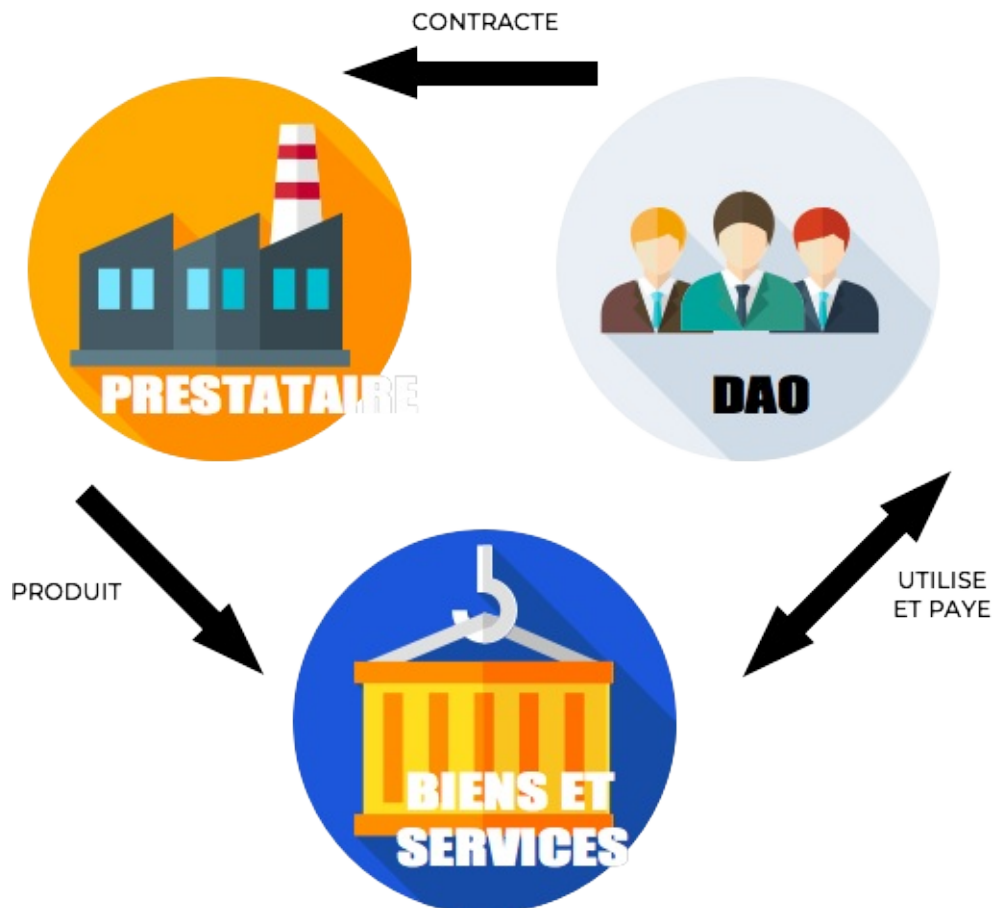 CONTRACTE
PRESTATAIRE
DAO
PRODUIT
UTILISE
ET PAYE
BIENS ET
SERVICES